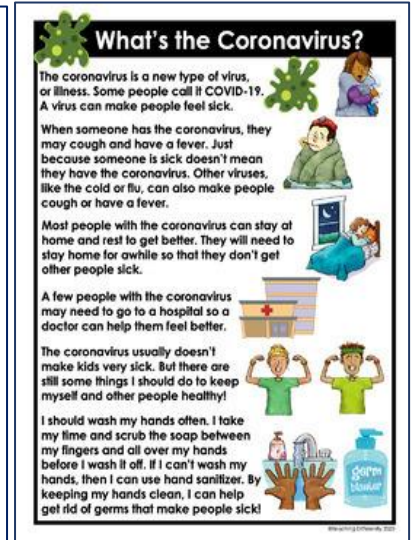 What's the Coronavirus?
The coronavirus is a new type of virus,
or illness. Some people call it COVID-19.
A virus can make people feel sick.
When someone has the coronavirus, they
may cough and have a fever. Just
because someone is sick doesn't mean
they have the coronavirus. Other viruses,
like the cold or flu, can also make people
cough or have a fever.
Most people with the coronavirus can stay at
home and rest to get better. They will need to
stay home for awhile so that they don't get
other people sick.
A few people with the coronavirus
may need to go to a hospital so a
doctor can help them feel better.
The coronavirus usually doesn't
make kids very sick. But there are
still some things I should do to keep
myself and other people healthy!
I should wash my hands often. I take
my time and scrub the soap between
my fingers and all over my hands
before I wash it off. If I can't wash my
hands, then I can use hand sanitizer. By
keeping my hands clean, I can help
get rid of germs that make people sick!
germ
blaster
©Teaching Differently 2020